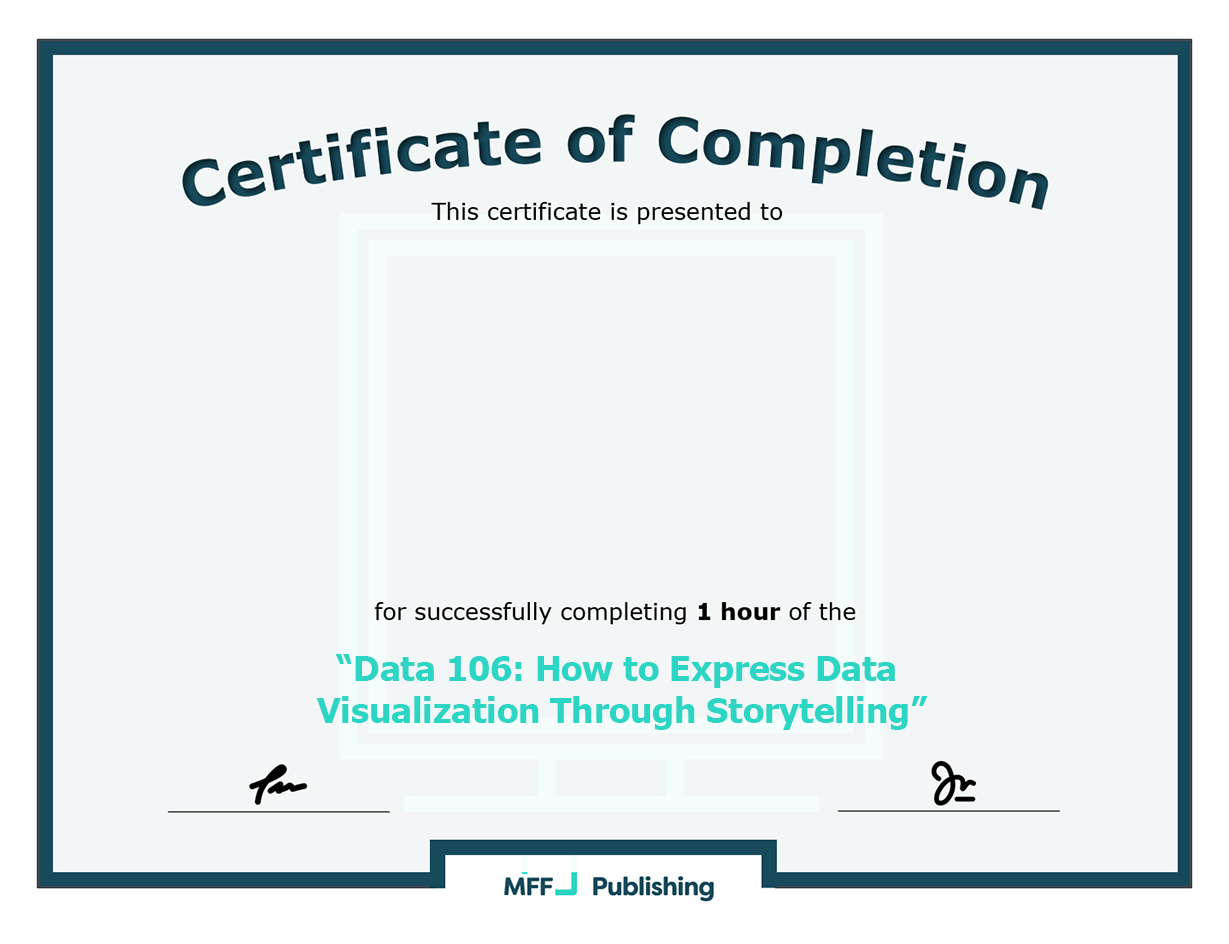 Certificate of Completion
This certificate is presented to
for successfully completing 1 hour of the
“Data 106: How to Express Data
Visualization Through Storytelling”
MFF Publishing